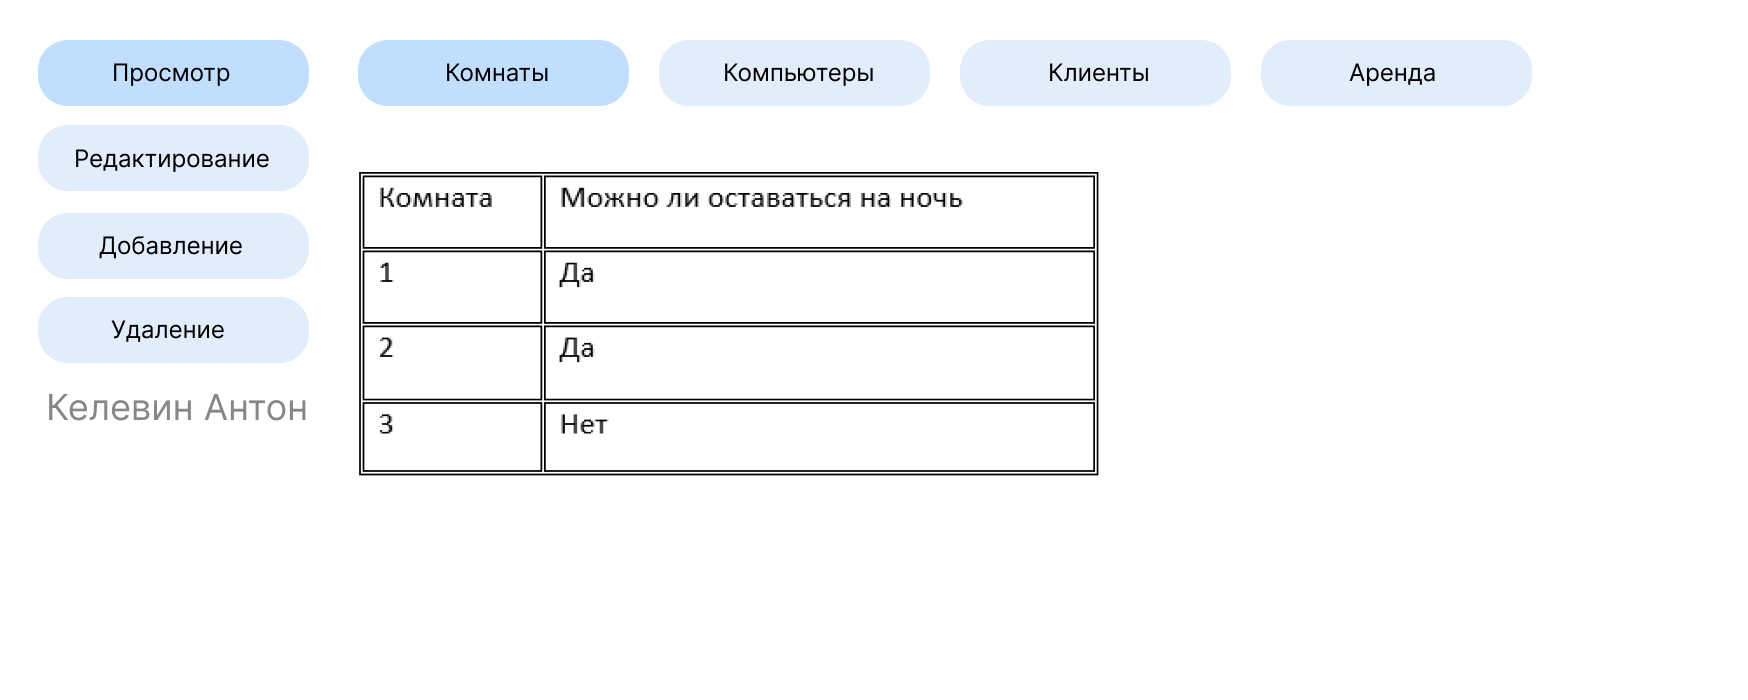 Просмотр
Комнаты
Компьютеры
Клиенты
Аренда
Редактирование
Добавление
Удаление
Келевин Антон
Комната Можно ли оставаться на ночь
1 Да
2 Да
3 Нет